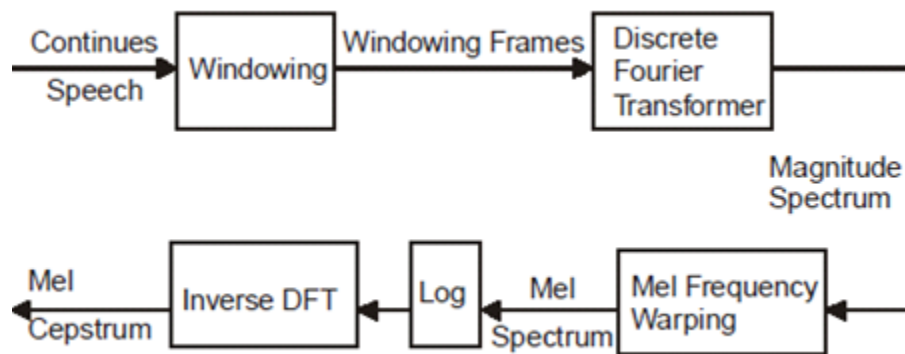 Continues
Speech
Windowing
Windowing Frames
Discrete
Fourier
Transformer
Magnitude
Spectrum
Mel Frequency
Warping
Mel
Spectrum
Log
Inverse DFT
Mel
Cepstrum